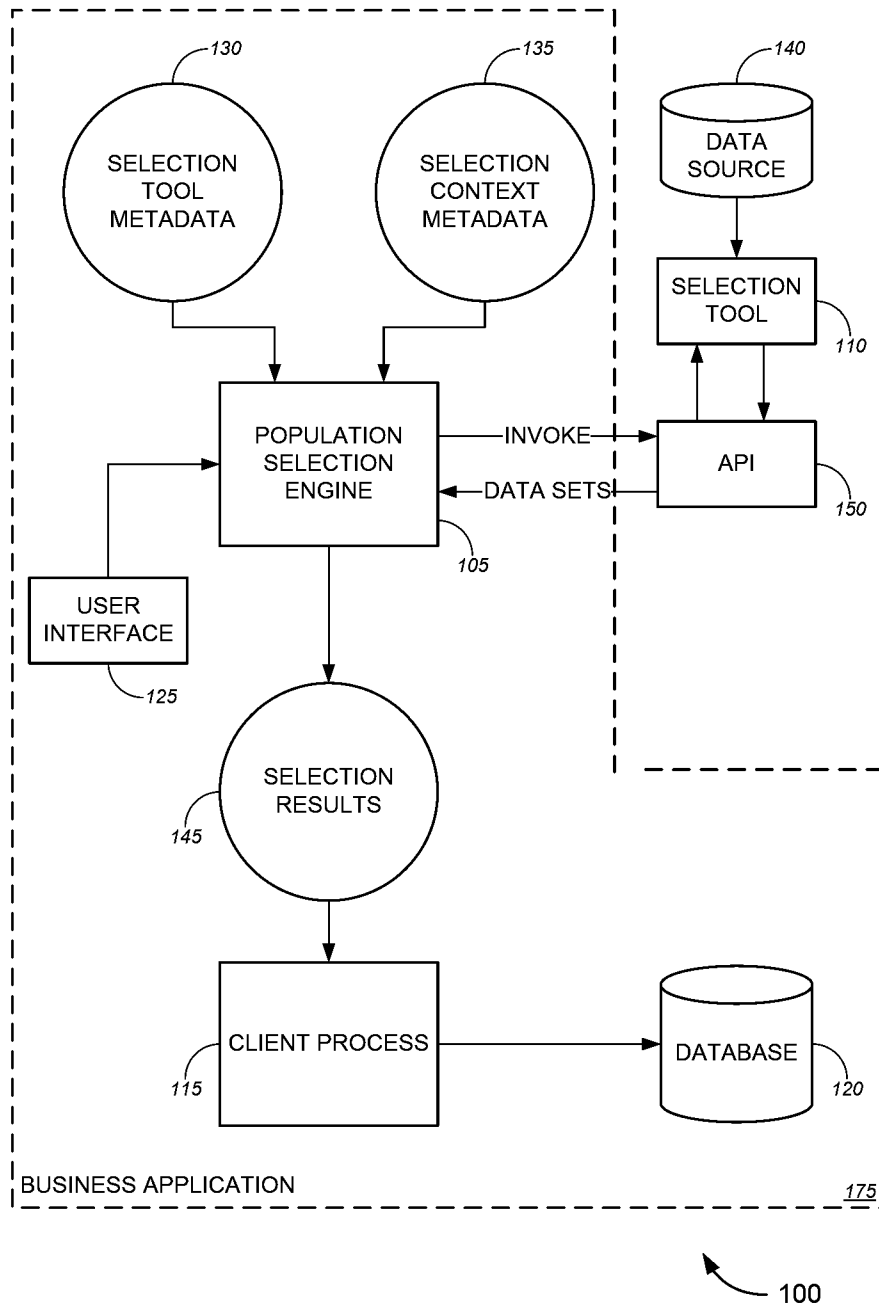 130
135
140
SELECTION
TOOL
METADATA
SELECTION
CONTEXT
METADATA
DATA
SOURCE
SELECTION
TOOL
110
POPULATION
SELECTION
ENGINE
INVOKE
DATA SETS
API
150
105
USER
INTERFACE
125
SELECTION
RESULTS
145
CLIENT PROCESS
115
DATABASE
120
BUSINESS APPLICATION
175
100